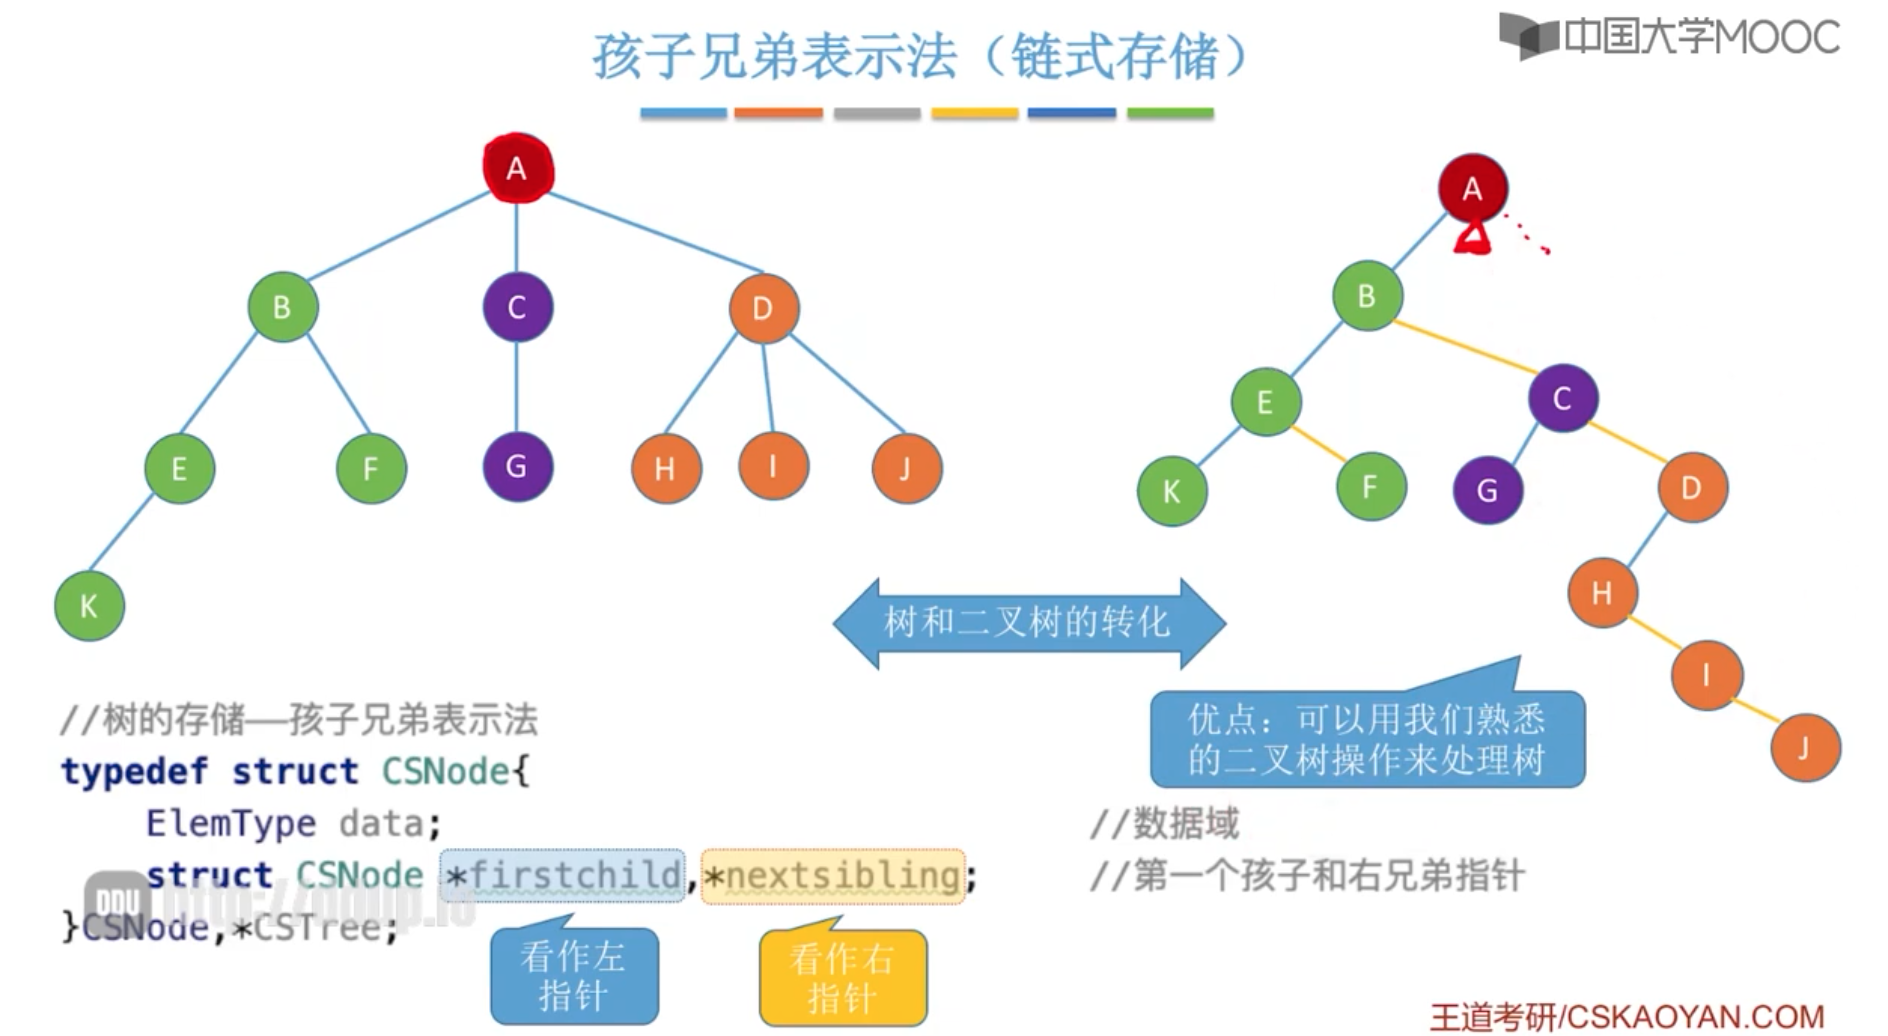 中国大学MOOC
孩子兄弟表示法（链式存储）
A
B
C
D
E
F
G
H
I
J
K
A
B
E
C
K
F
G
D
H
I
J
树和二叉树的转化
优点：可以用我们熟悉
的二叉树操作来处理树
//树的存储——孩子兄弟表示法
typedef struct CSNode{
ElemType data; //数据域
struct CSNode *firstchild,*nextsibling; //第一个孩子和右兄弟指针
}CSNode,*CSTree;
看作左
指针
看作右
指针
王道考研/CSKAOYAN.COM